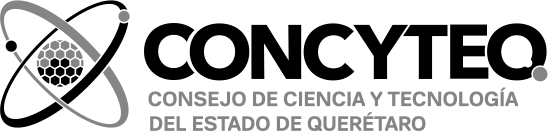 CONCYTEQ
CONSEJO DE CIENCIA Y TECNOLOGÍA
DEL ESTADO DE QUERÉTARO